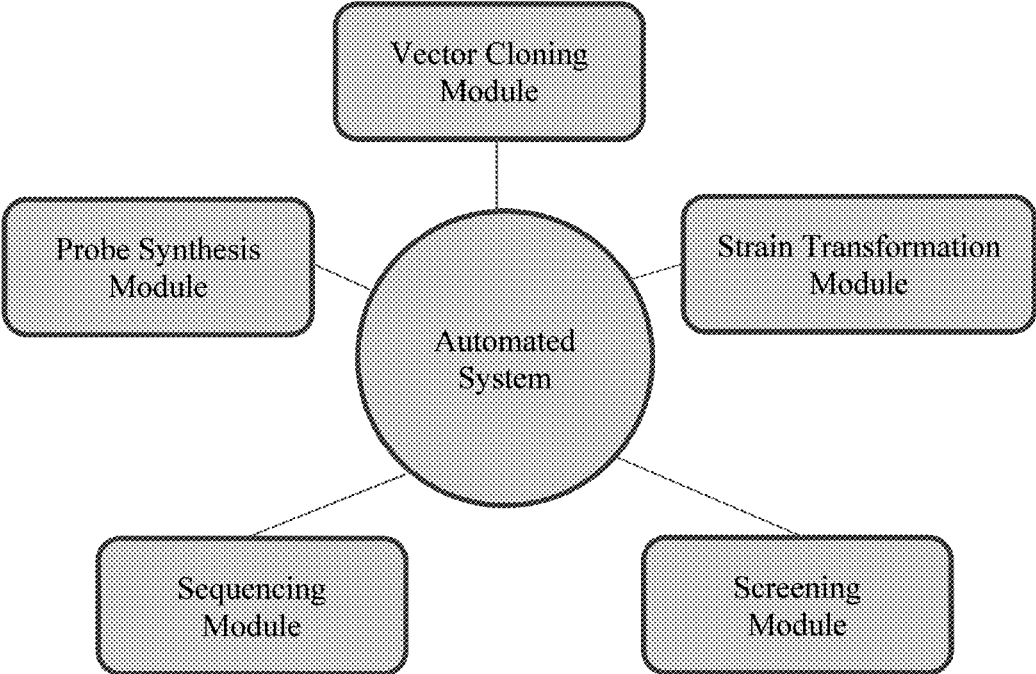 Vector Cloning
Module
Probe Synthesis
Module
Strain Transformation
Module
Automated
System
Sequencing
Module
Screening
Module